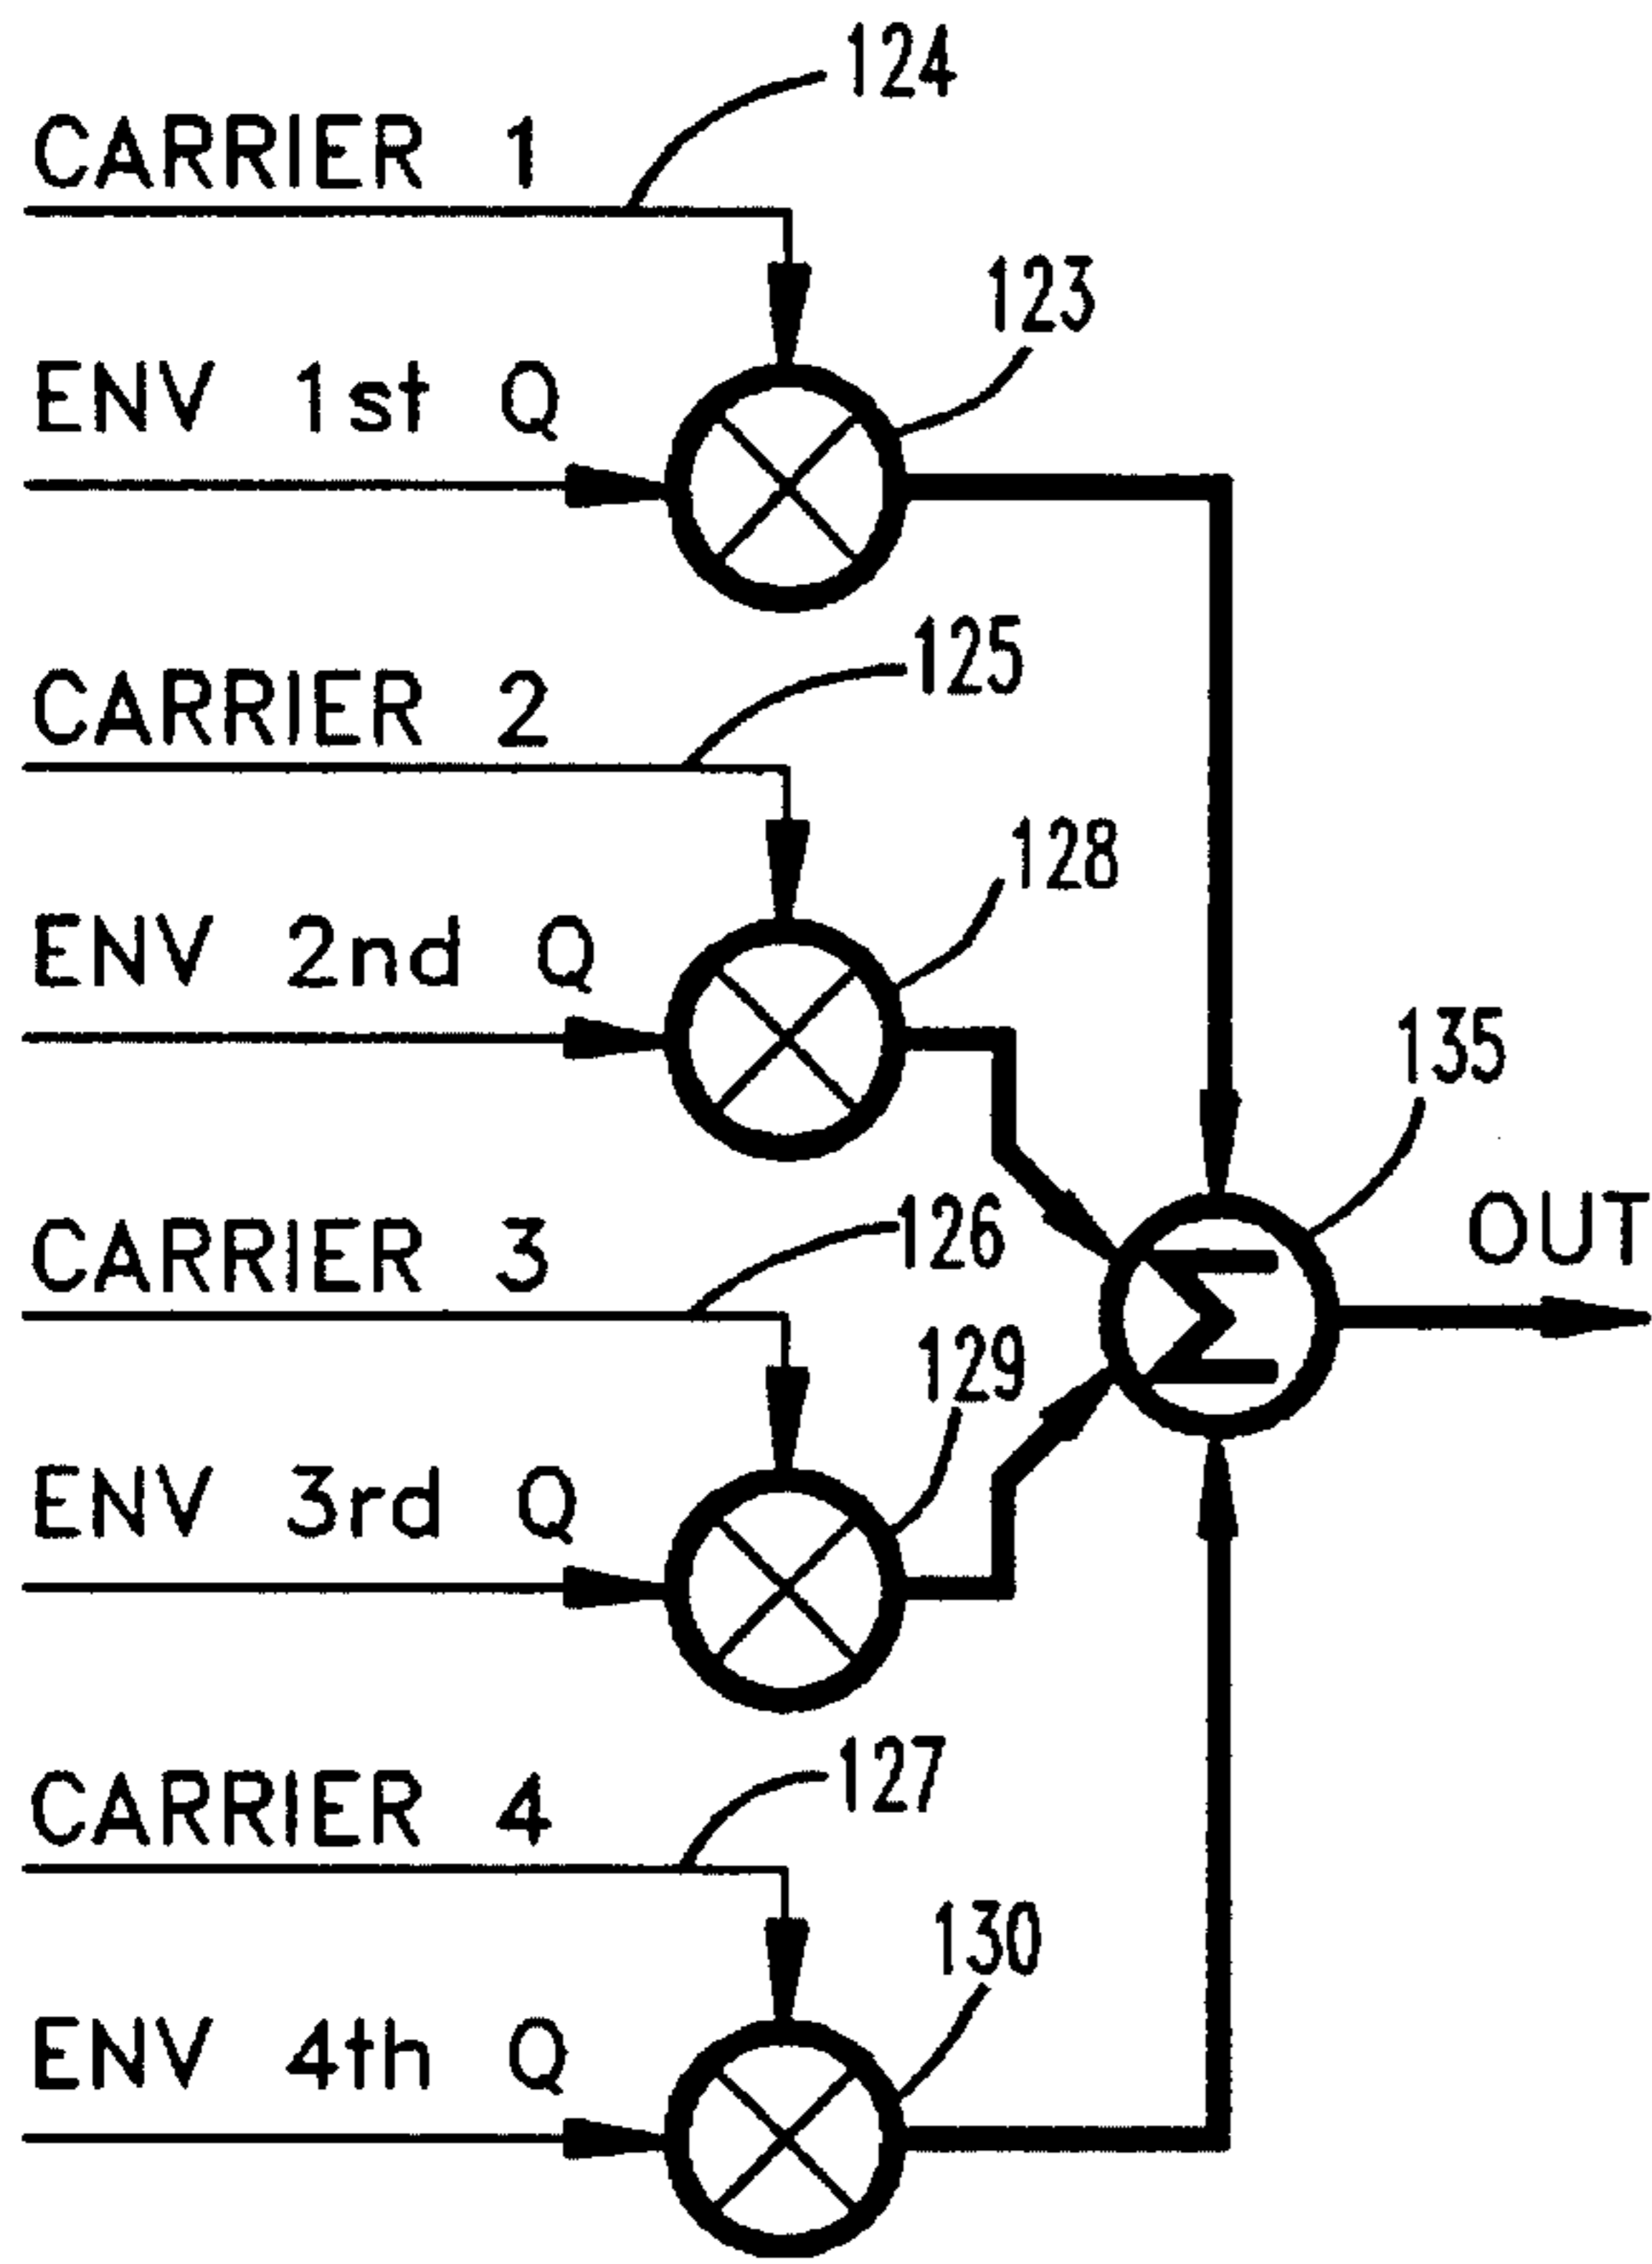 124
CARRIER 1
123
ENV 1st Q
125
CARRIER 2
128
ENV 2nd Q
135
126
OUT
CARRIER 3
129
Σ
ENV 3rd Q
127
CARRIER 4
130
ENV 4th Q